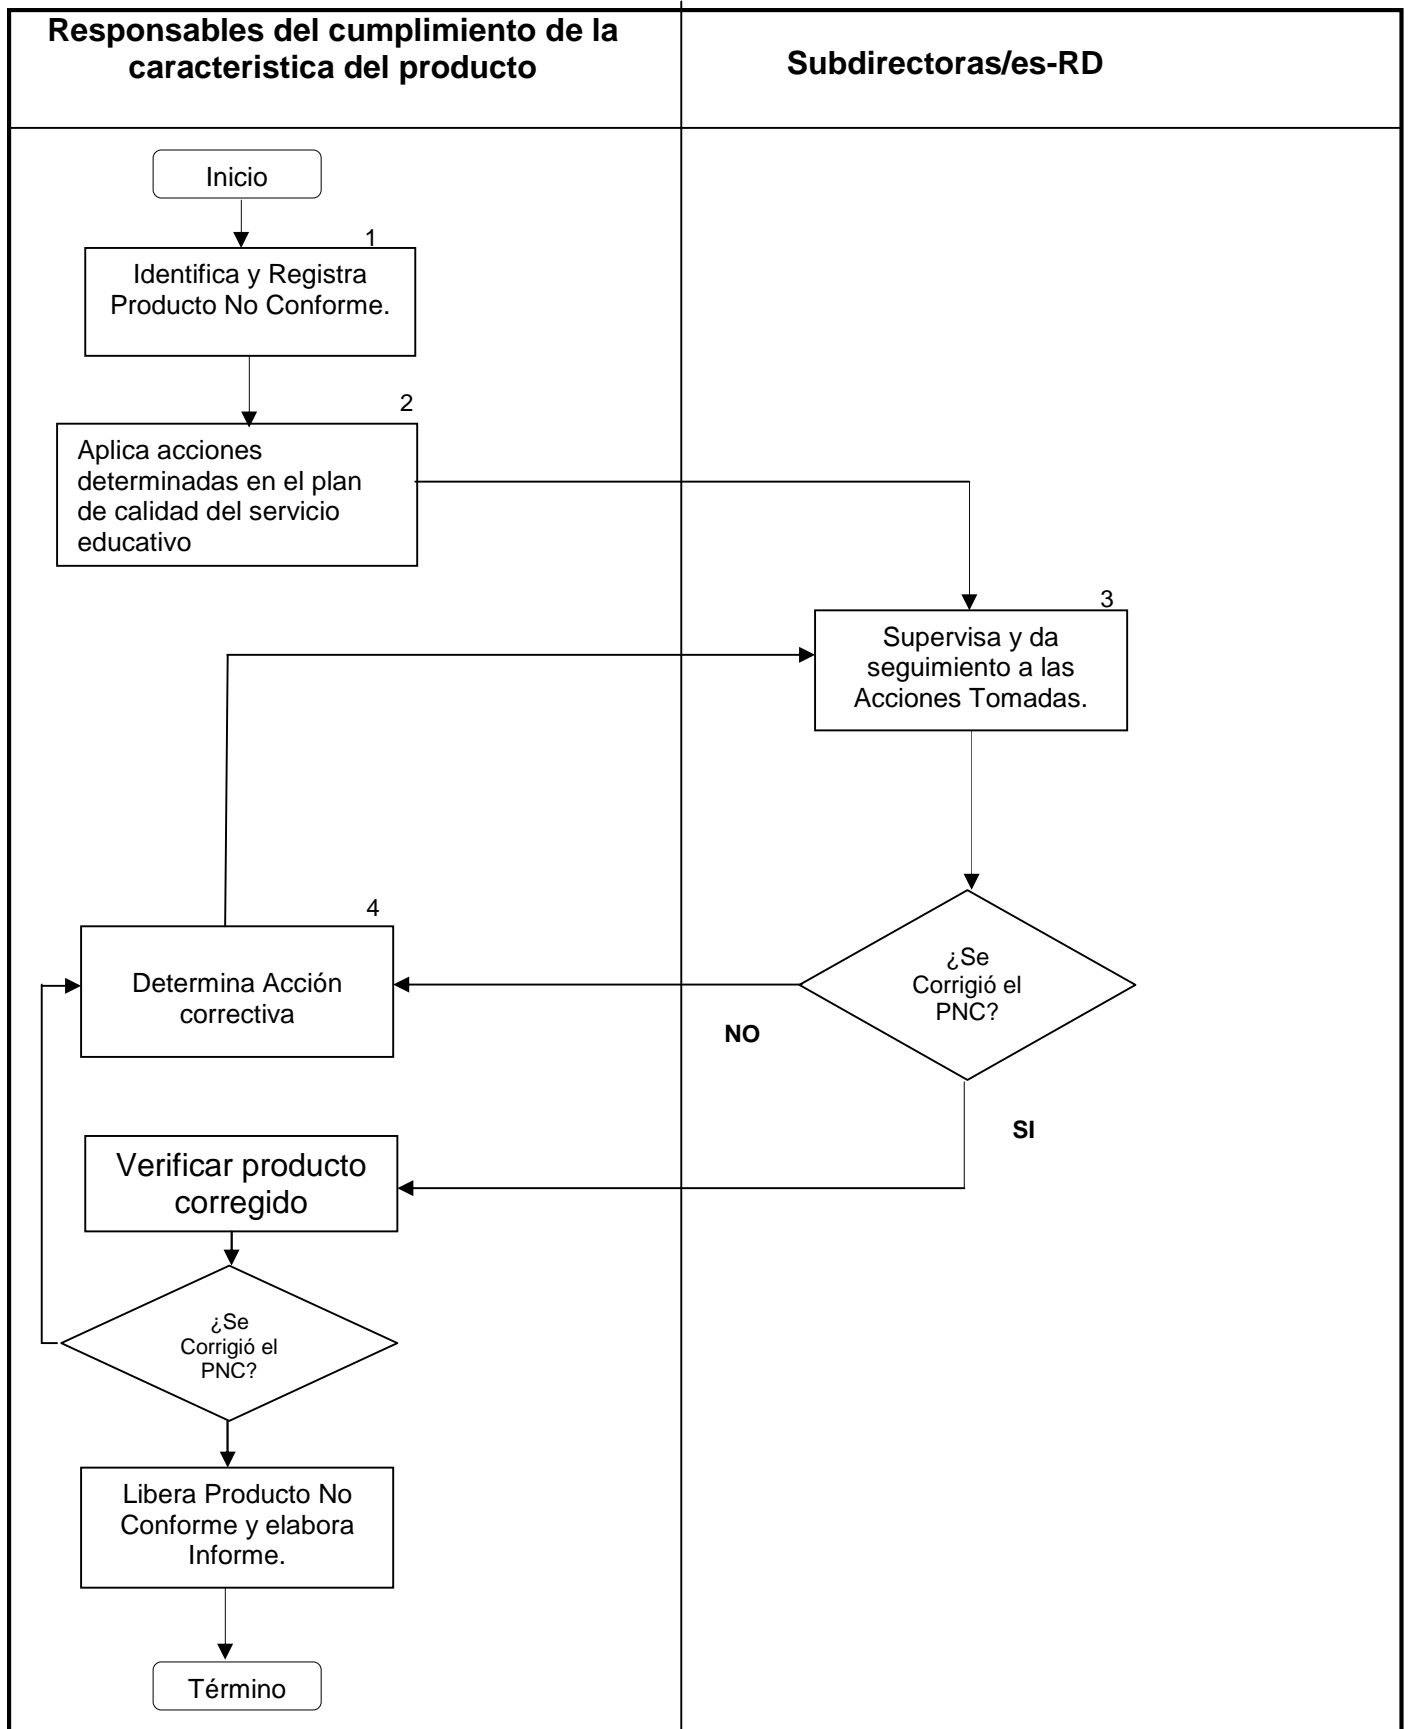 Responsables del cumplimiento de la
caracteristica del producto
Subdirectoras/es-RD
Inicio
1
Identifica y Registra
Producto No Conforme.
2
Aplica acciones
determinadas en el plan
de calidad del servicio
educativo
3
Supervisa y da
seguimiento a las
Acciones Tomadas.
4
Determina Acción
correctiva
¿Se
Corrigió el
PNC?
NO
SI
Verificar producto
corregido
¿Se
Corrigió el
PNC?
Libera Producto No
Conforme y elabora
Informe.
Término